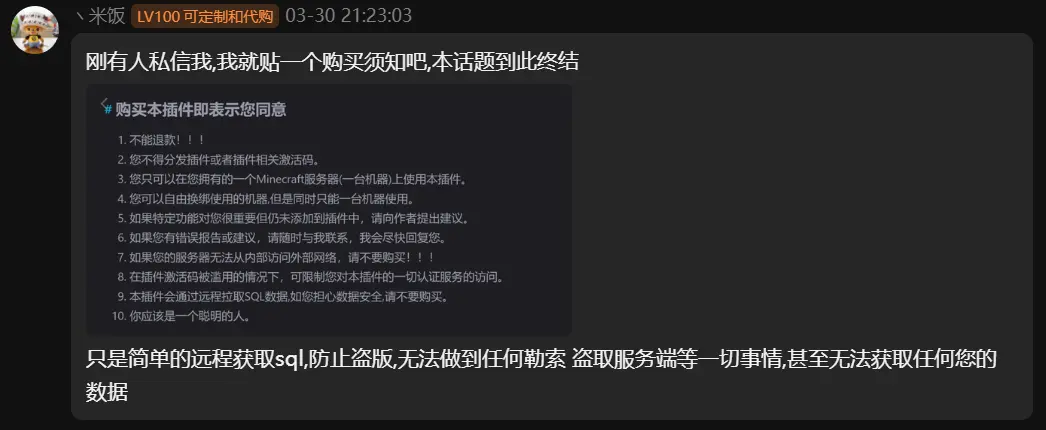 丶米饭 LV100 可定制和代购 03-30 21:23:03
刚有人私信我,我就贴一个购买须知吧,本话题到此终结
# 购买本插件即表示您同意
1. 不能退款！！！
2. 您不得分发插件或者插件相关激活码。
3. 您只可以在您拥有的一个Minecraft服务器(一台机器)上使用本插件。
4. 您可以自由换绑使用的机器,但是同时只能一台机器使用。
5. 如果特定功能对您很重要但仍未添加到插件中，请向作者提出建议。
6. 如果您有错误报告或建议，请随时与我联系，我会尽快回复您。
7. 如果您的服务器无法从内部访问外部网络，请不要购买！！！
8. 在插件激活码被滥用的情况下，可限制您对本插件的一切认证服务的访问。
9. 本插件会通过远程拉取SQL数据,如您担心数据安全,请不要购买。
10. 你应该是一个聪明的人。
只是简单的远程获取sql,防止盗版,无法做到任何勒索 盗取服务端等一切事情,甚至无法获取任何您的
数据